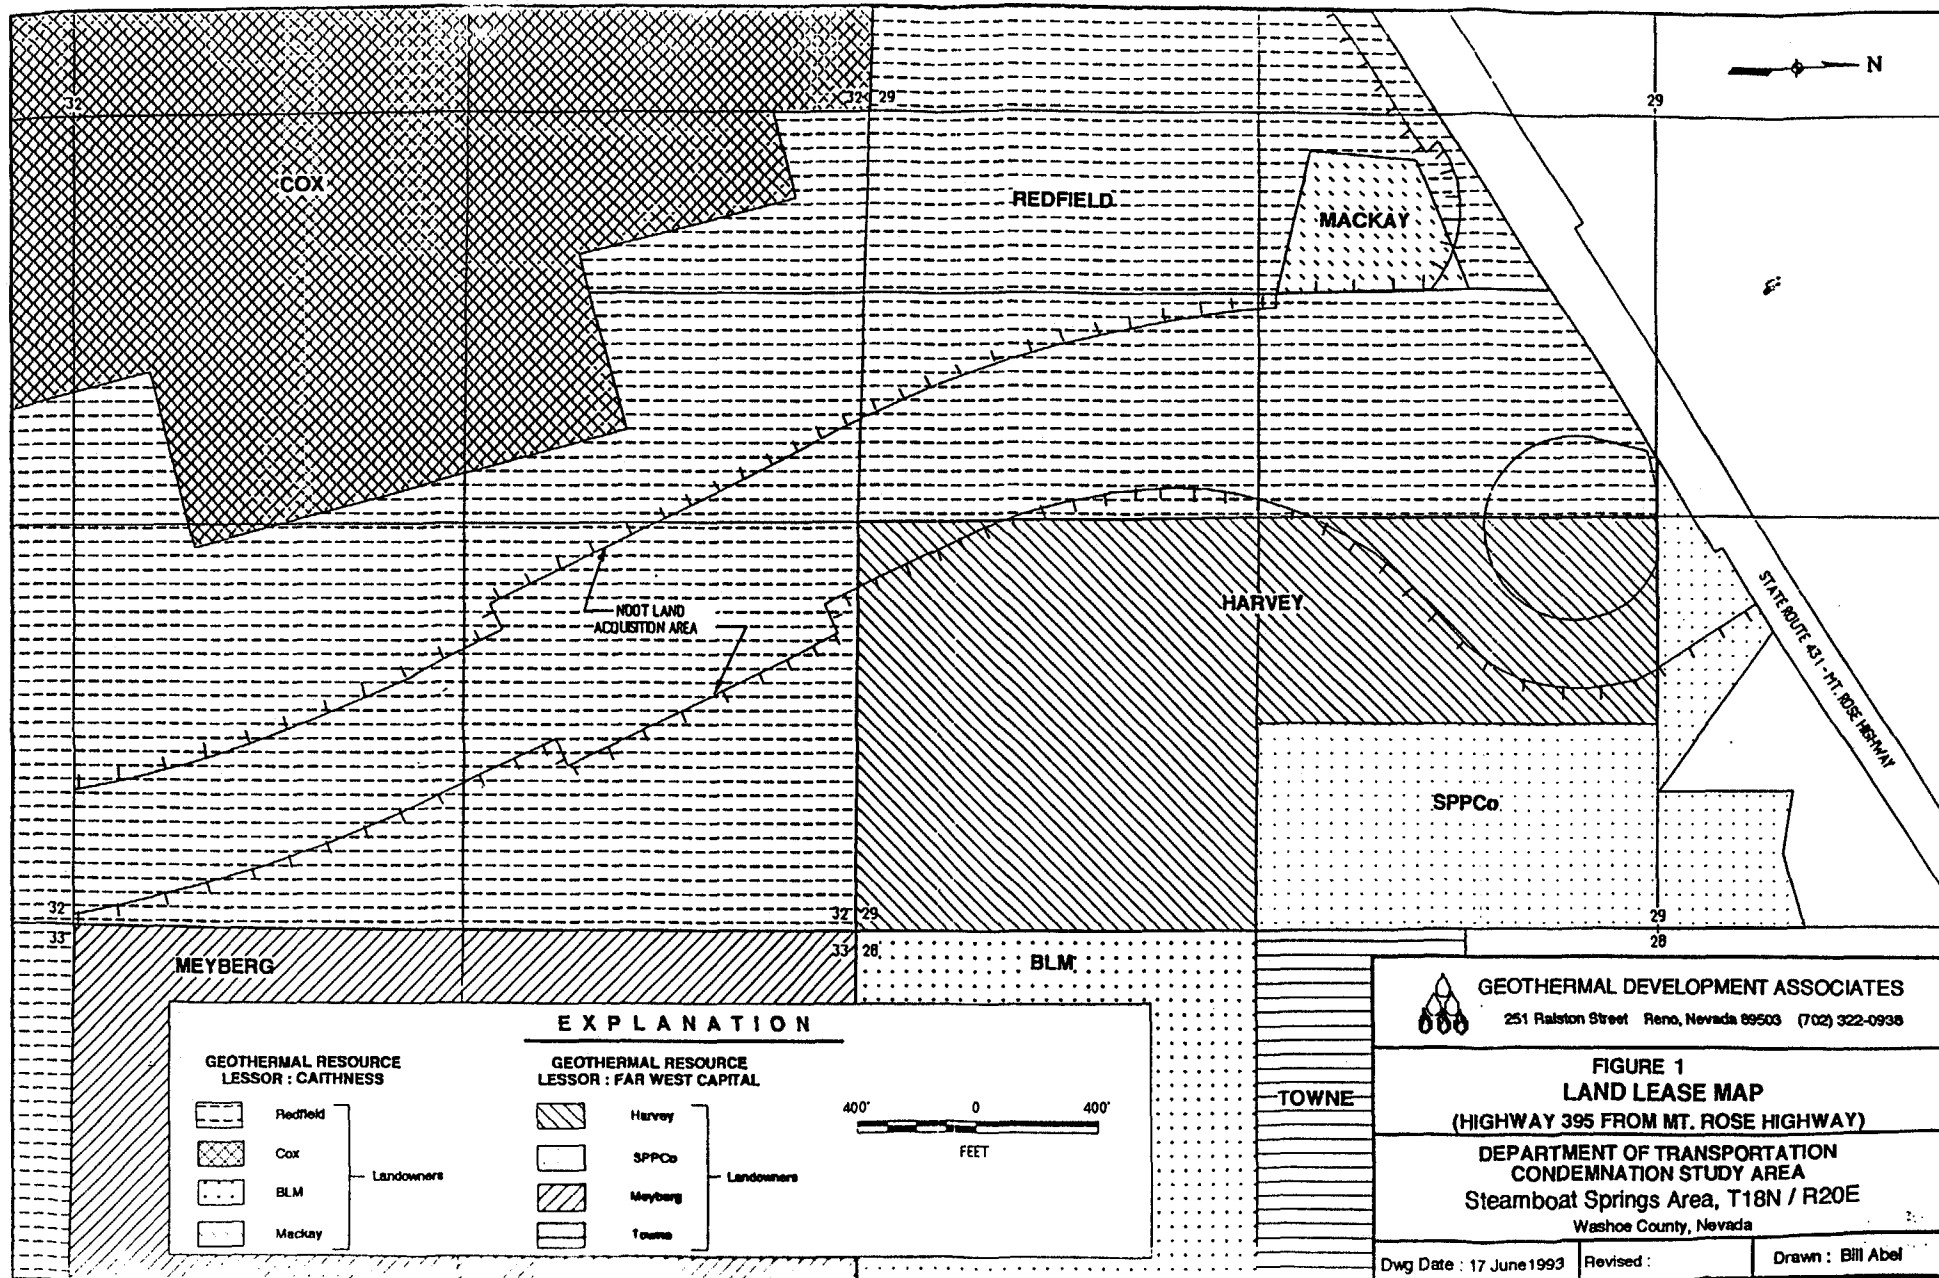 N
32
32
29
29
COX
REDFIELD
MACKAY
NDOT LAND
ACQUISITION AREA
HARVEY
STATE ROUTE 431 - MT. ROSE HIGHWAY
SPPCo
32
32
29
29
33
33
28
28
MEYBERG
BLM
TOWNE
EXPLANATION
GEOTHERMAL RESOURCE
LESSOR : CAITHNESS
Redfield
Cox
BLM
Mackay
Landowners
GEOTHERMAL RESOURCE
LESSOR : FAR WEST CAPITAL
Harvey
SPPCo
Meyberg
Towne
Landowners
400'
0
400'
FEET
GEOTHERMAL DEVELOPMENT ASSOCIATES
251 Ralston Street Reno, Nevada 89503 (702) 322-0938
FIGURE 1
LAND LEASE MAP
(HIGHWAY 395 FROM MT. ROSE HIGHWAY)
DEPARTMENT OF TRANSPORTATION
CONDEMNATION STUDY AREA
Steamboat Springs Area, T18N / R20E
Washoe County, Nevada
Dwg Date : 17 June 1993
Revised :
Drawn : Bill Abel